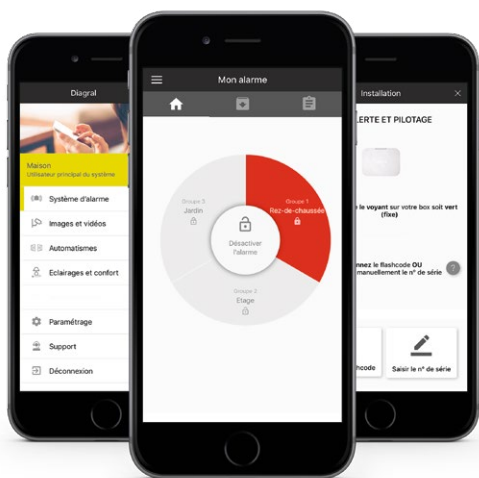 Diagral
Maison
Utilisateur principal du système
Système d'alarme
Images et vidéos
Automatismes
Eclairages et confort
Paramétrage
Support
Déconnexion
Mon alarme
Groupe 3
Jardin
Groupe 1
Rez-de-chaussée
Désactiver
l'alarme
Groupe 2
Etage
Installation
ERTE ET PILOTAGE
le voyant sur votre box soit vert
(fixe)
nnez le flashcode OU
manuellement le n° de série
?
hcode
Saisir le n° de série